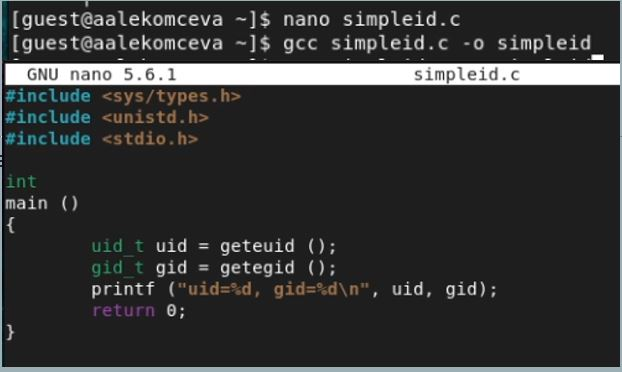 [guest@aalekomceva ~]$ nano simpleid.c
[guest@aalekomceva ~]$ gcc simpleid.c -o simpleid
GNU nano 5.6.1 simpleid.c
#include <sys/types.h>
#include <unistd.h>
#include <stdio.h>
int
main ()
{
uid_t uid = geteuid ();
gid_t gid = getegid ();
printf ("uid=%d, gid=%d\n", uid, gid);
return 0;
}